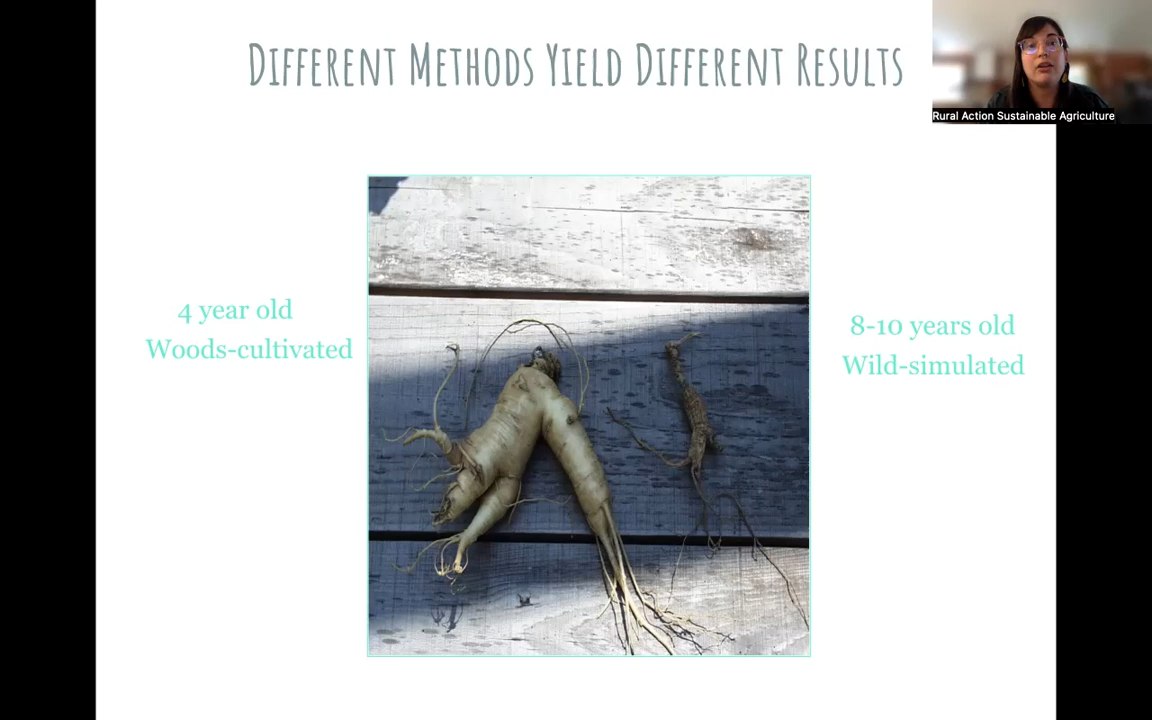 Different Methods Yield Different Results
Rural Action Sustainable Agriculture
4 year old
Woods-cultivated
8-10 years old
Wild-simulated